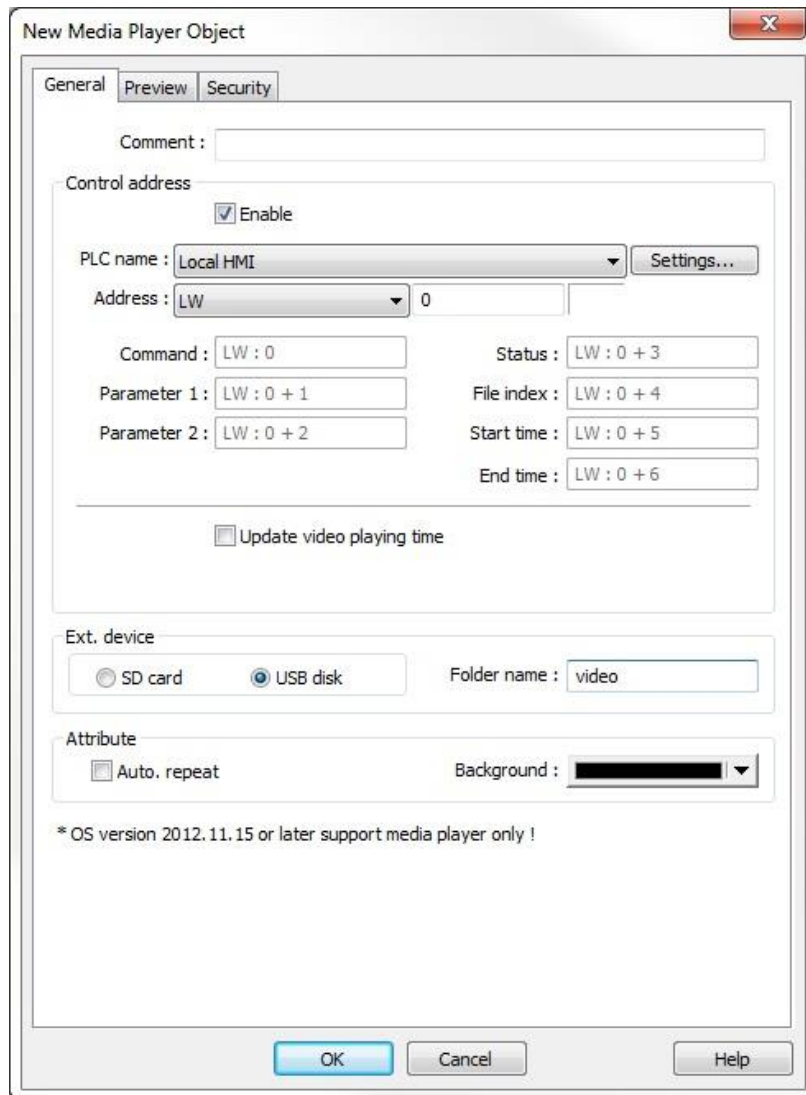 New Media Player Object
General Preview Security
Comment :
Control address
Enable
PLC name : Local HMI Settings...
Address : LW 0
Command : LW : 0 Status : LW : 0 + 3
Parameter 1 : LW : 0 + 1 File index : LW : 0 + 4
Parameter 2 : LW : 0 + 2 Start time : LW : 0 + 5
End time : LW : 0 + 6
Update video playing time
Ext. device
SD card USB disk Folder name : video
Attribute
Auto. repeat Background :
* OS version 2012.11.15 or later support media player only !
OK Cancel Help